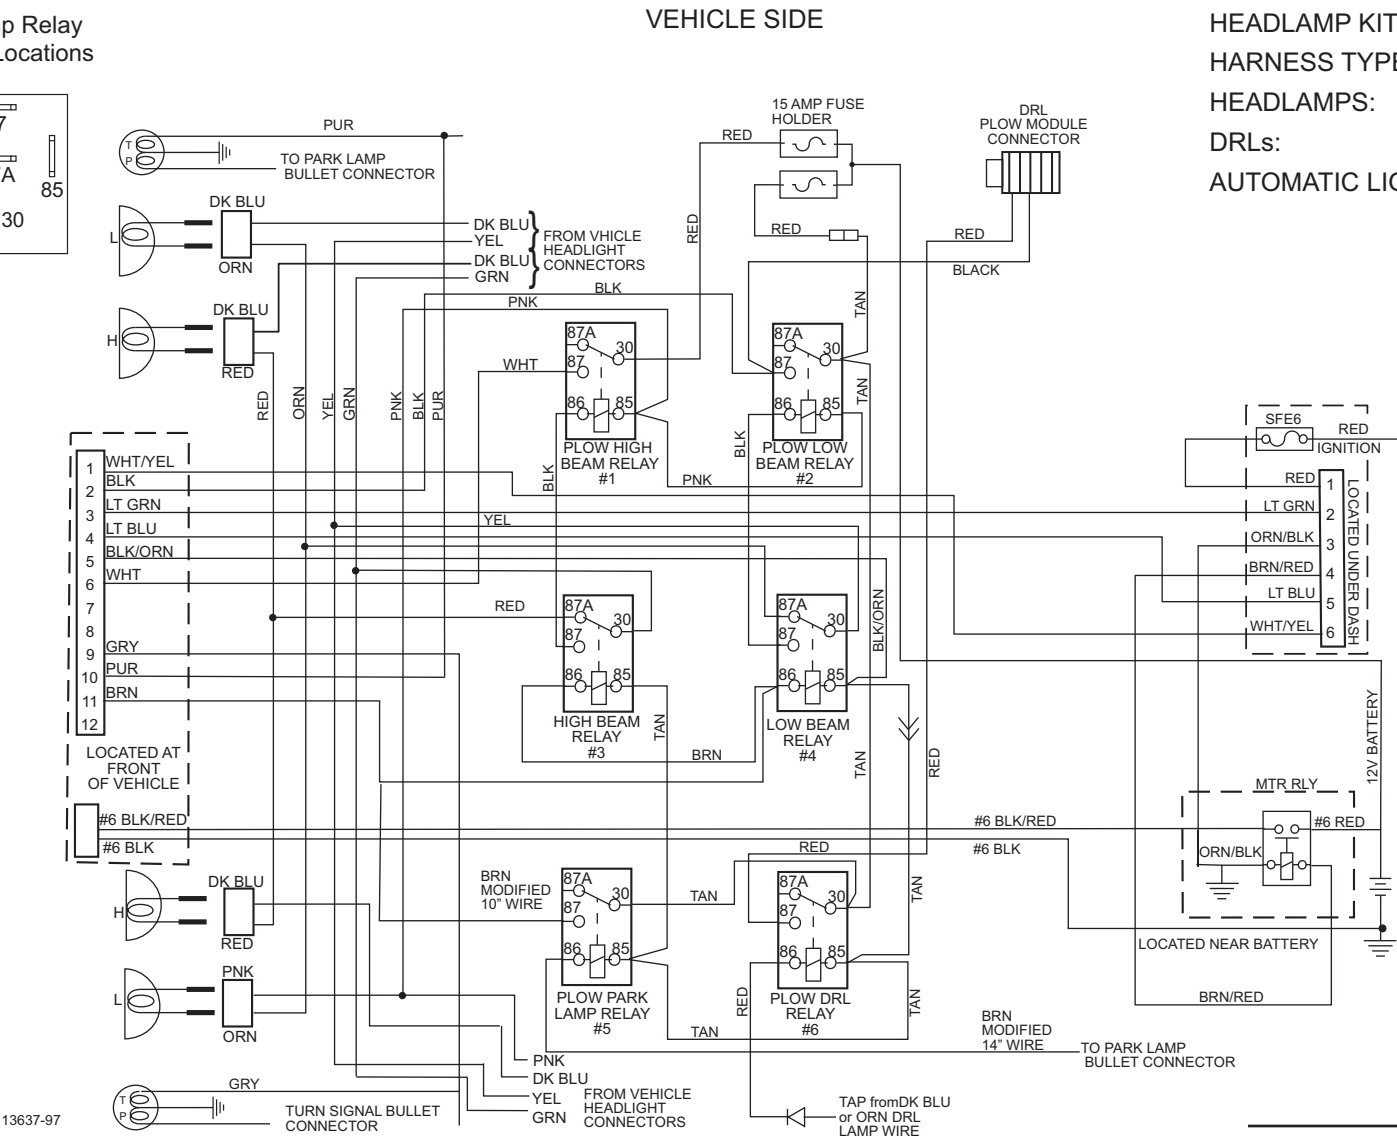 VEHICLE SIDE
p Relay
Locations
7
A
85
30
HEADLAMP KIT
HARNESS TYPE
HEADLAMPS:
DRLs:
AUTOMATIC LIG
T
P
PUR
TO PARK LAMP
BULLET CONNECTOR
15 AMP FUSE
HOLDER
RED
DRL
PLOW MODULE
CONNECTOR
L
DK BLU
ORN
DK BLU
YEL
DK BLU
GRN
FROM VHICLE
HEADLIGHT
CONNECTORS
RED
RED
RED
BLACK
H
DK BLU
RED
BLK
PNK
TAN
WHT
RED
ORN
YEL
GRN
PNK
BLK
PUR
87A
30
87
86
85
PLOW HIGH
BEAM RELAY
#1
BLK
87A
30
87
86
85
PLOW LOW
BEAM RELAY
#2
BLK
TAN
PNK
SFE6
RED
IGNITION
1 WHT/YEL
2 BLK
3 LT GRN
4 LT BLU
5 BLK/ORN
6 WHT
7
8
9 GRY
10 PUR
11 BRN
12
LOCATED AT
FRONT
OF VEHICLE
YEL
RED 1
LT GRN 2
ORN/BLK 3
BRN/RED 4
LT BLU 5
WHT/YEL 6
LOCATED UNDER DASH
RED
87A
30
87
86
85
HIGH BEAM
RELAY
#3
TAN
BRN
87A
30
87
86
85
LOW BEAM
RELAY
#4
BLK/ORN
TAN
RED
12V BATTERY
#6 BLK/RED
#6 BLK
#6 BLK/RED
#6 BLK
MTR RLY
#6 RED
ORN/BLK
LOCATED NEAR BATTERY
BRN/RED
H
DK BLU
RED
L
PNK
ORN
BRN
MODIFIED
10” WIRE
87A
30
87
86
85
PLOW PARK
LAMP RELAY
#5
TAN
RED
TAN
87A
30
87
86
85
PLOW DRL
RELAY
#6
RED
TAN
TAN
BRN
MODIFIED
14” WIRE
TO PARK LAMP
BULLET CONNECTOR
PNK
DK BLU
YEL
GRN
FROM VEHICLE
HEADLIGHT
CONNECTORS
TAP fromDK BLU
or ORN DRL
LAMP WIRE
T
P
GRY
TURN SIGNAL BULLET
CONNECTOR
13637-97